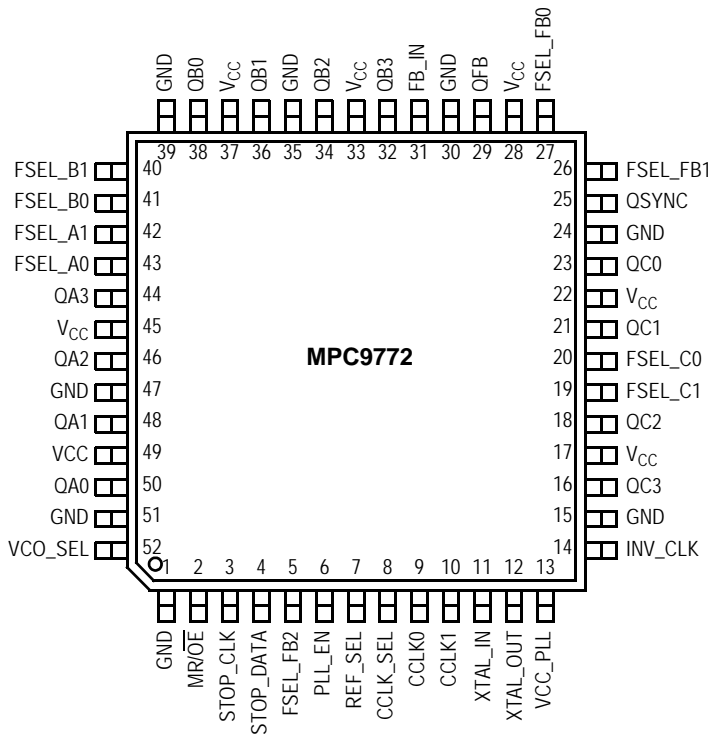 GND QB0 VCC QB1 GND QB2 VCC QB3 FB_IN GND QFB VCC FSEL_FB0
39 38 37 36 35 34 33 32 31 30 29 28 27
FSEL_B1 40 26 FSEL_FB1
FSEL_B0 41 25 QSYNC
FSEL_A1 42 24 GND
FSEL_A0 43 23 QC0
QA3 44 22 VCC
VCC 45 21 QC1
QA2 46 MPC9772 20 FSEL_C0
GND 47 19 FSEL_C1
QA1 48 18 QC2
VCC 49 17 VCC
QA0 50 16 QC3
GND 51 15 GND
VCO_SEL 52 14 INV_CLK
1 2 3 4 5 6 7 8 9 10 11 12 13
GND MR/OE STOP_CLK STOP_DATA FSEL_FB2 PLL_EN REF_SEL CCLK_SEL CCLK0 CCLK1 XTAL_IN XTAL_OUT VCC_PLL